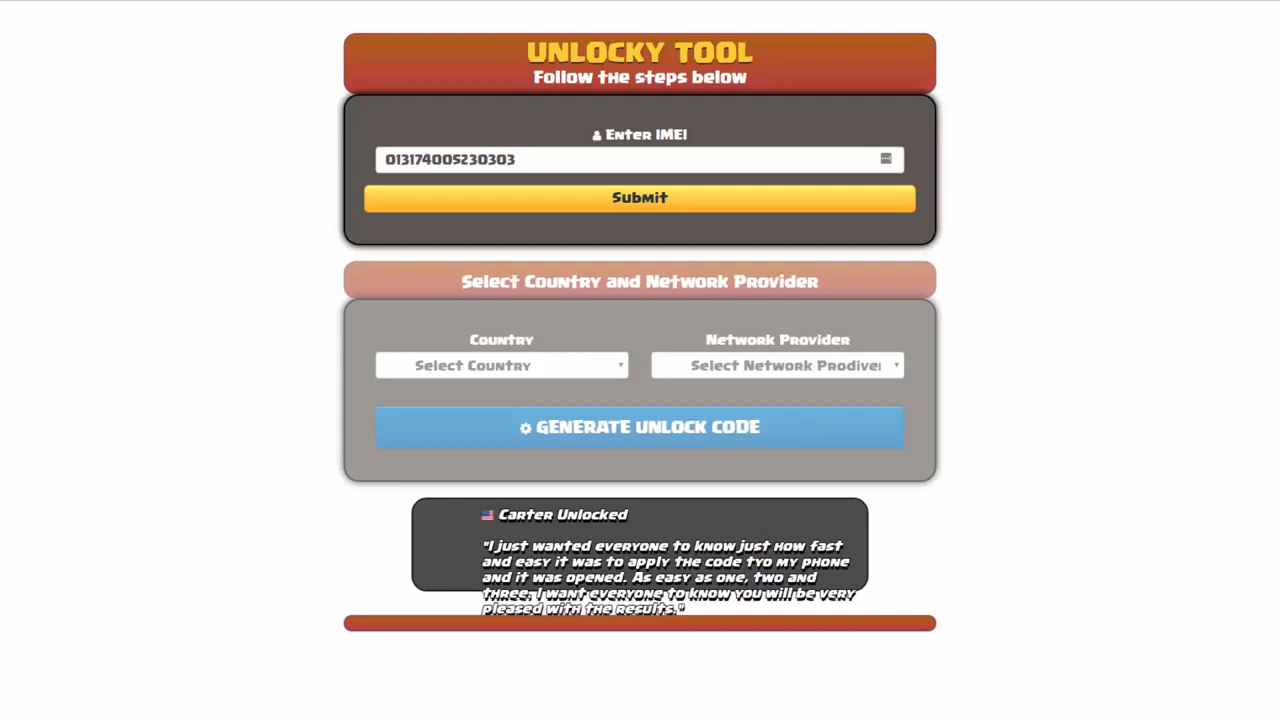 UNLOCKY TOOL
Follow the steps below
Enter IMEI
013174005230303
Submit
Select Country and Network Provider
Country Network Provider
Select Country Select Network Prodiver
GENERATE UNLOCK CODE
Carter Unlocked
"I just wanted everyone to know just how fast
and easy it was to apply the code tyo my phone
and it was opened. As easy as one, two and
three. I want everyone to know you will be very
pleased with the results."